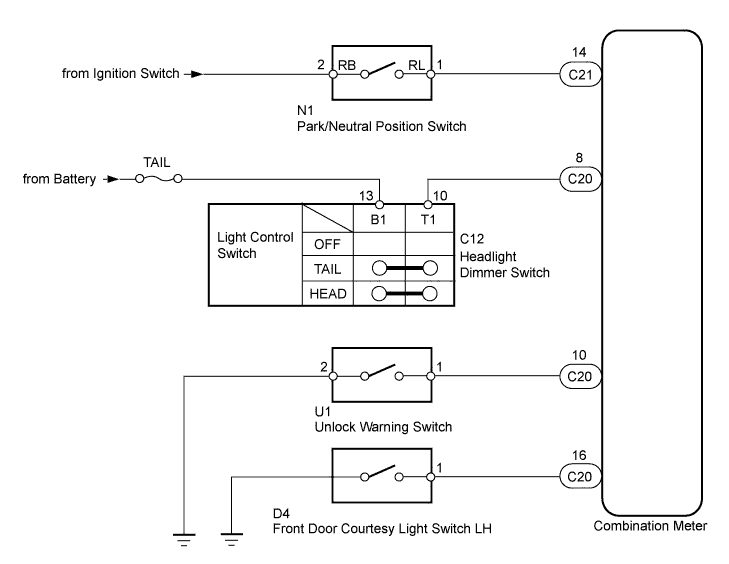 14
from Ignition Switch
2
RB
RL
1
C21
N1
Park/Neutral Position Switch
TAIL
8
from Battery
C20
13
10
B1
T1
Light Control
Switch
OFF
TAIL
HEAD
C12
Headlight
Dimmer Switch
2
1
10
C20
U1
Unlock Warning Switch
1
16
C20
D4
Front Door Courtesy Light Switch LH
Combination Meter